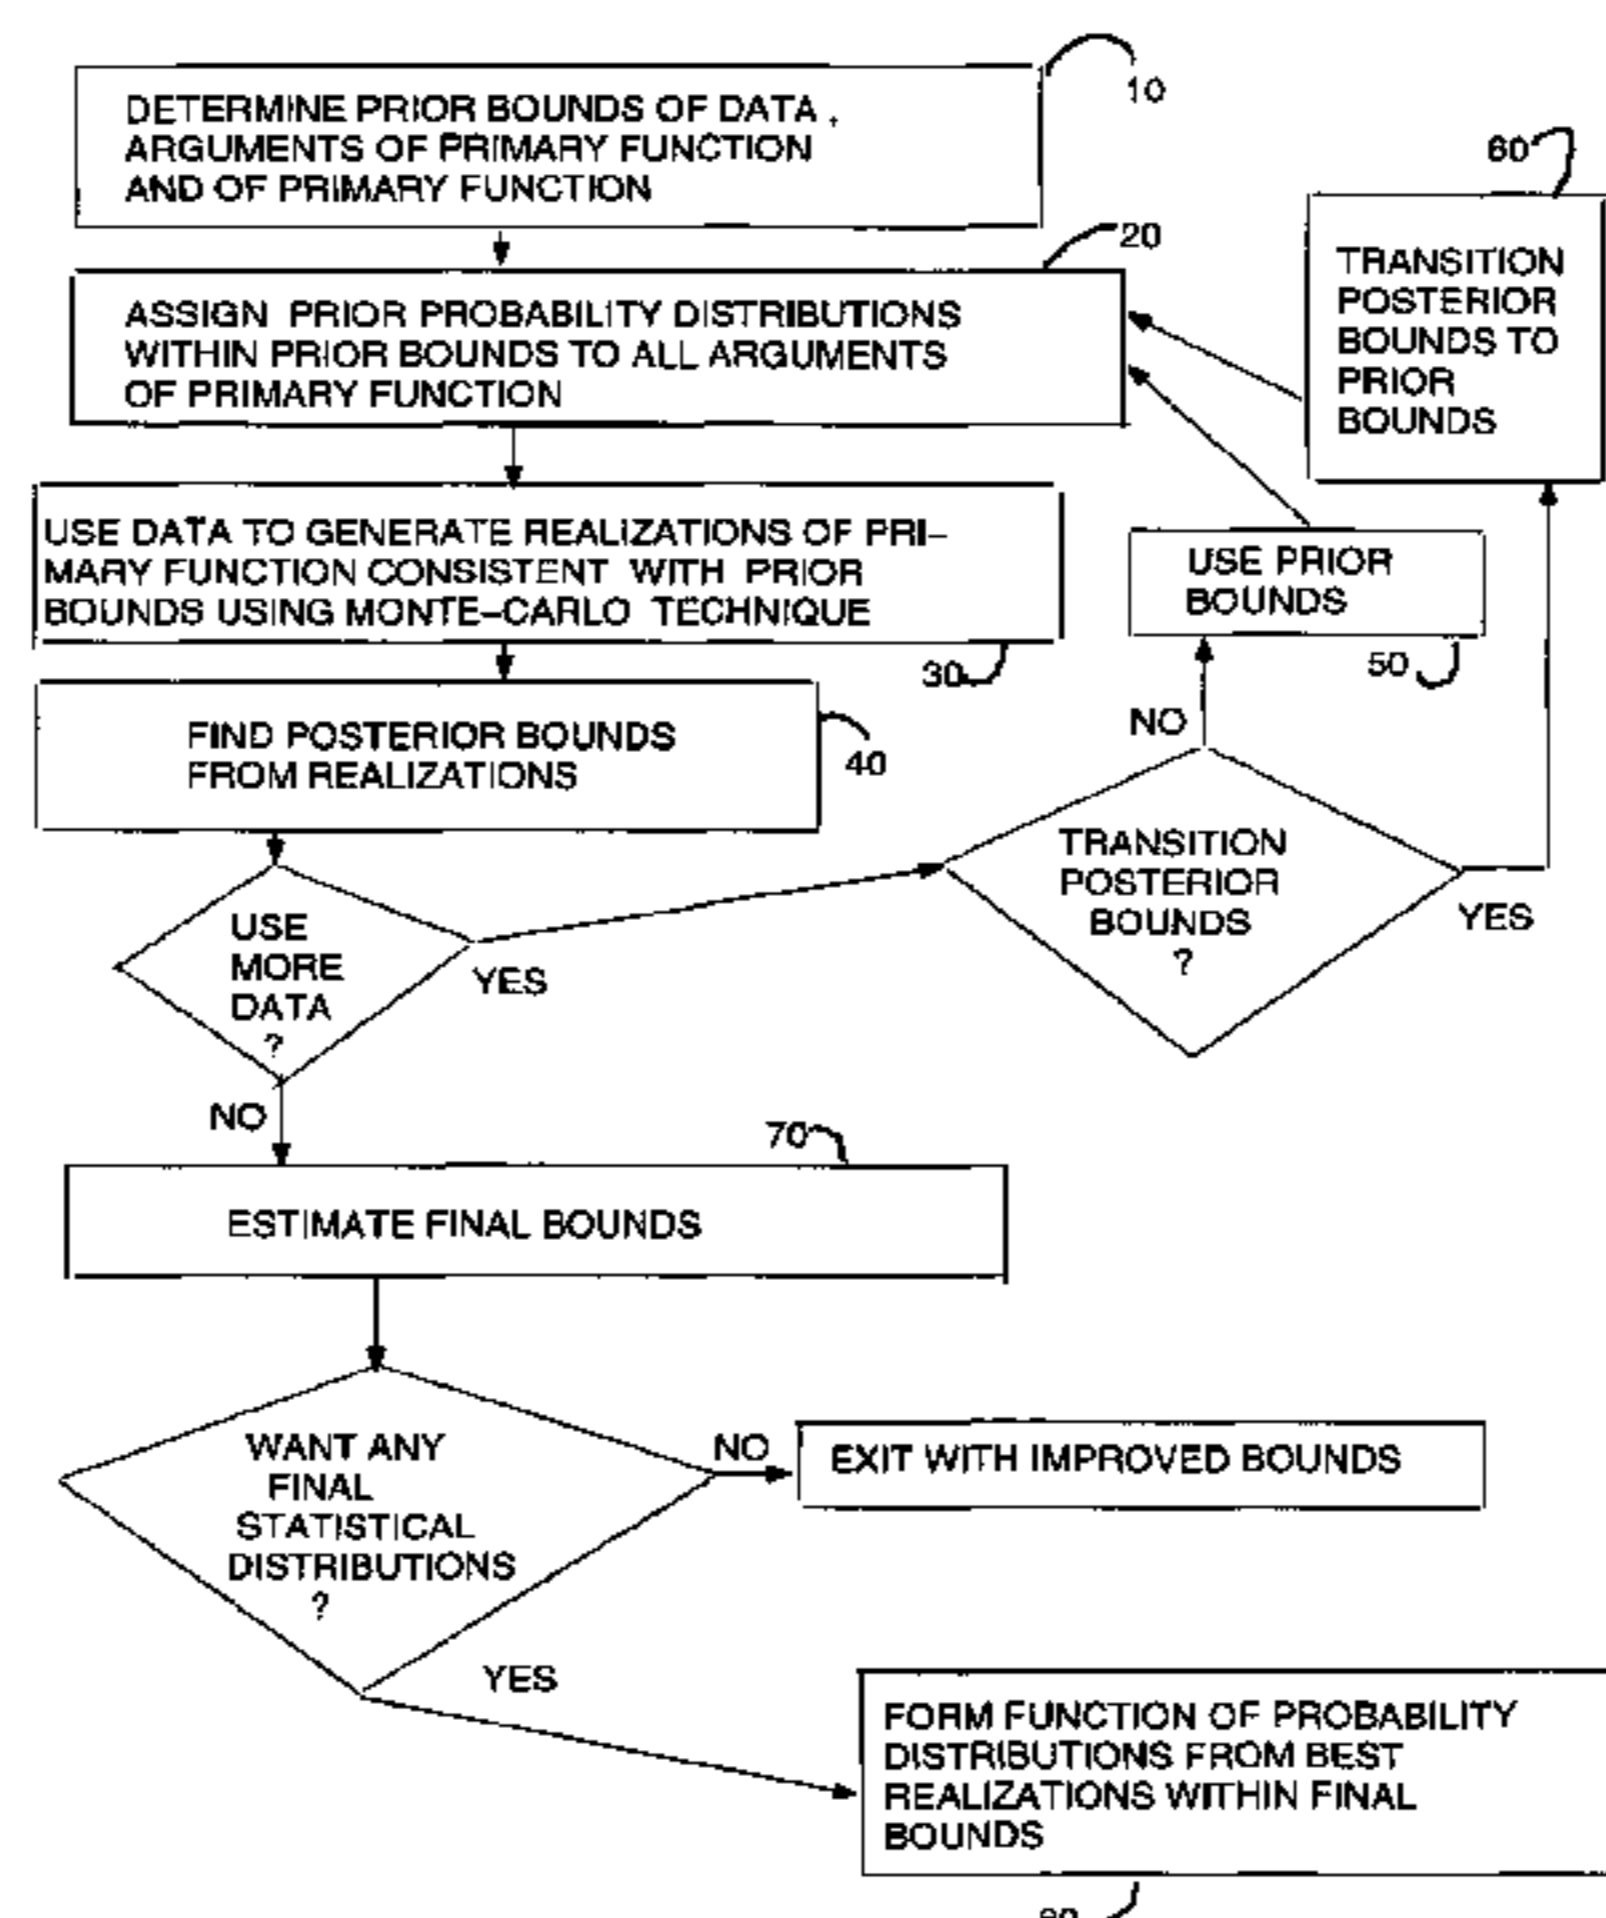 10
DETERMINE PRIOR BOUNDS OF DATA ,
ARGUMENTS OF PRIMARY FUNCTION
AND OF PRIMARY FUNCTION
20
ASSIGN PRIOR PROBABILITY DISTRIBUTIONS
WITHIN PRIOR BOUNDS TO ALL ARGUMENTS
OF PRIMARY FUNCTION
60
TRANSITION
POSTERIOR
BOUNDS TO
PRIOR
BOUNDS
USE DATA TO GENERATE REALIZATIONS OF PRI–
MARY FUNCTION CONSISTENT WITH PRIOR
BOUNDS USING MONTE–CARLO TECHNIQUE
30
USE PRIOR
BOUNDS
50
FIND POSTERIOR BOUNDS
FROM REALIZATIONS
40
NO
TRANSITION
POSTERIOR
BOUNDS
?
YES
USE
MORE
DATA
?
YES
NO
70
ESTIMATE FINAL BOUNDS
WANT ANY
FINAL
STATISTICAL
DISTRIBUTIONS
?
NO
EXIT WITH IMPROVED BOUNDS
YES
FORM FUNCTION OF PROBABILITY
DISTRIBUTIONS FROM BEST
REALIZATIONS WITHIN FINAL
BOUNDS